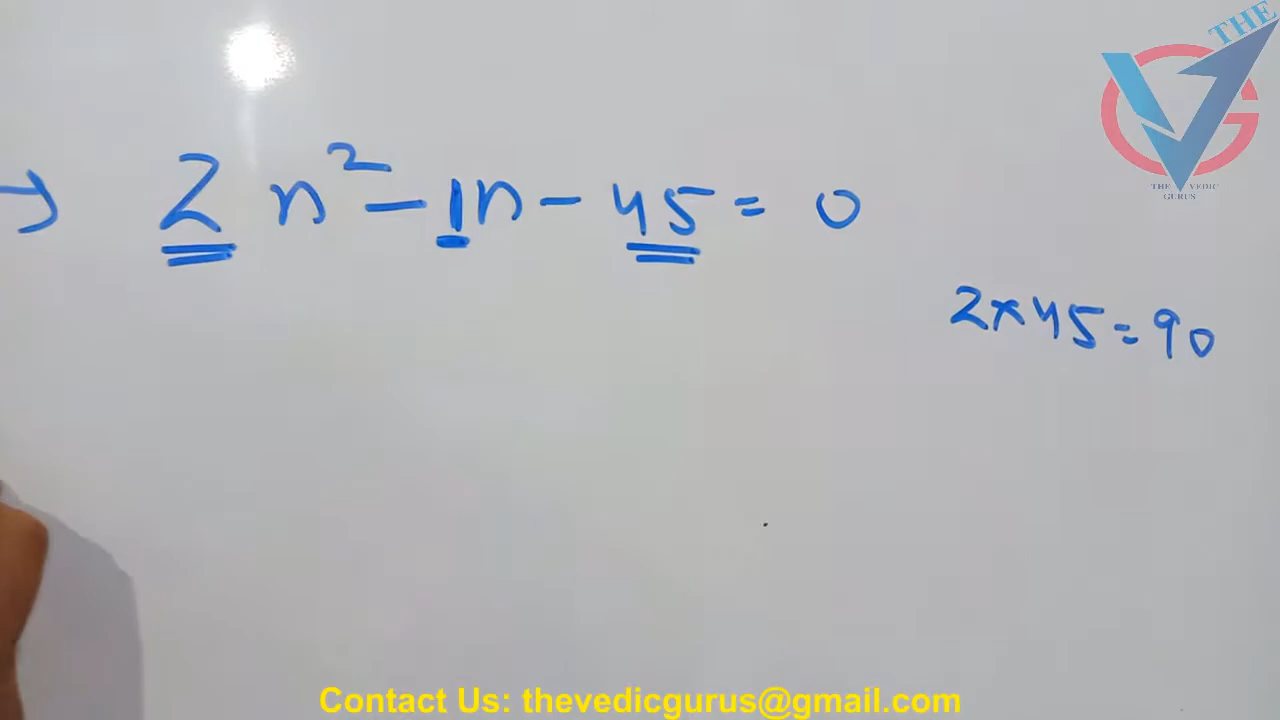 THE
THE VEDIC
GURUS
→ 2n² - 1n - 45 = 0
2×45=90
Contact Us: thevedicgurus@gmail.com